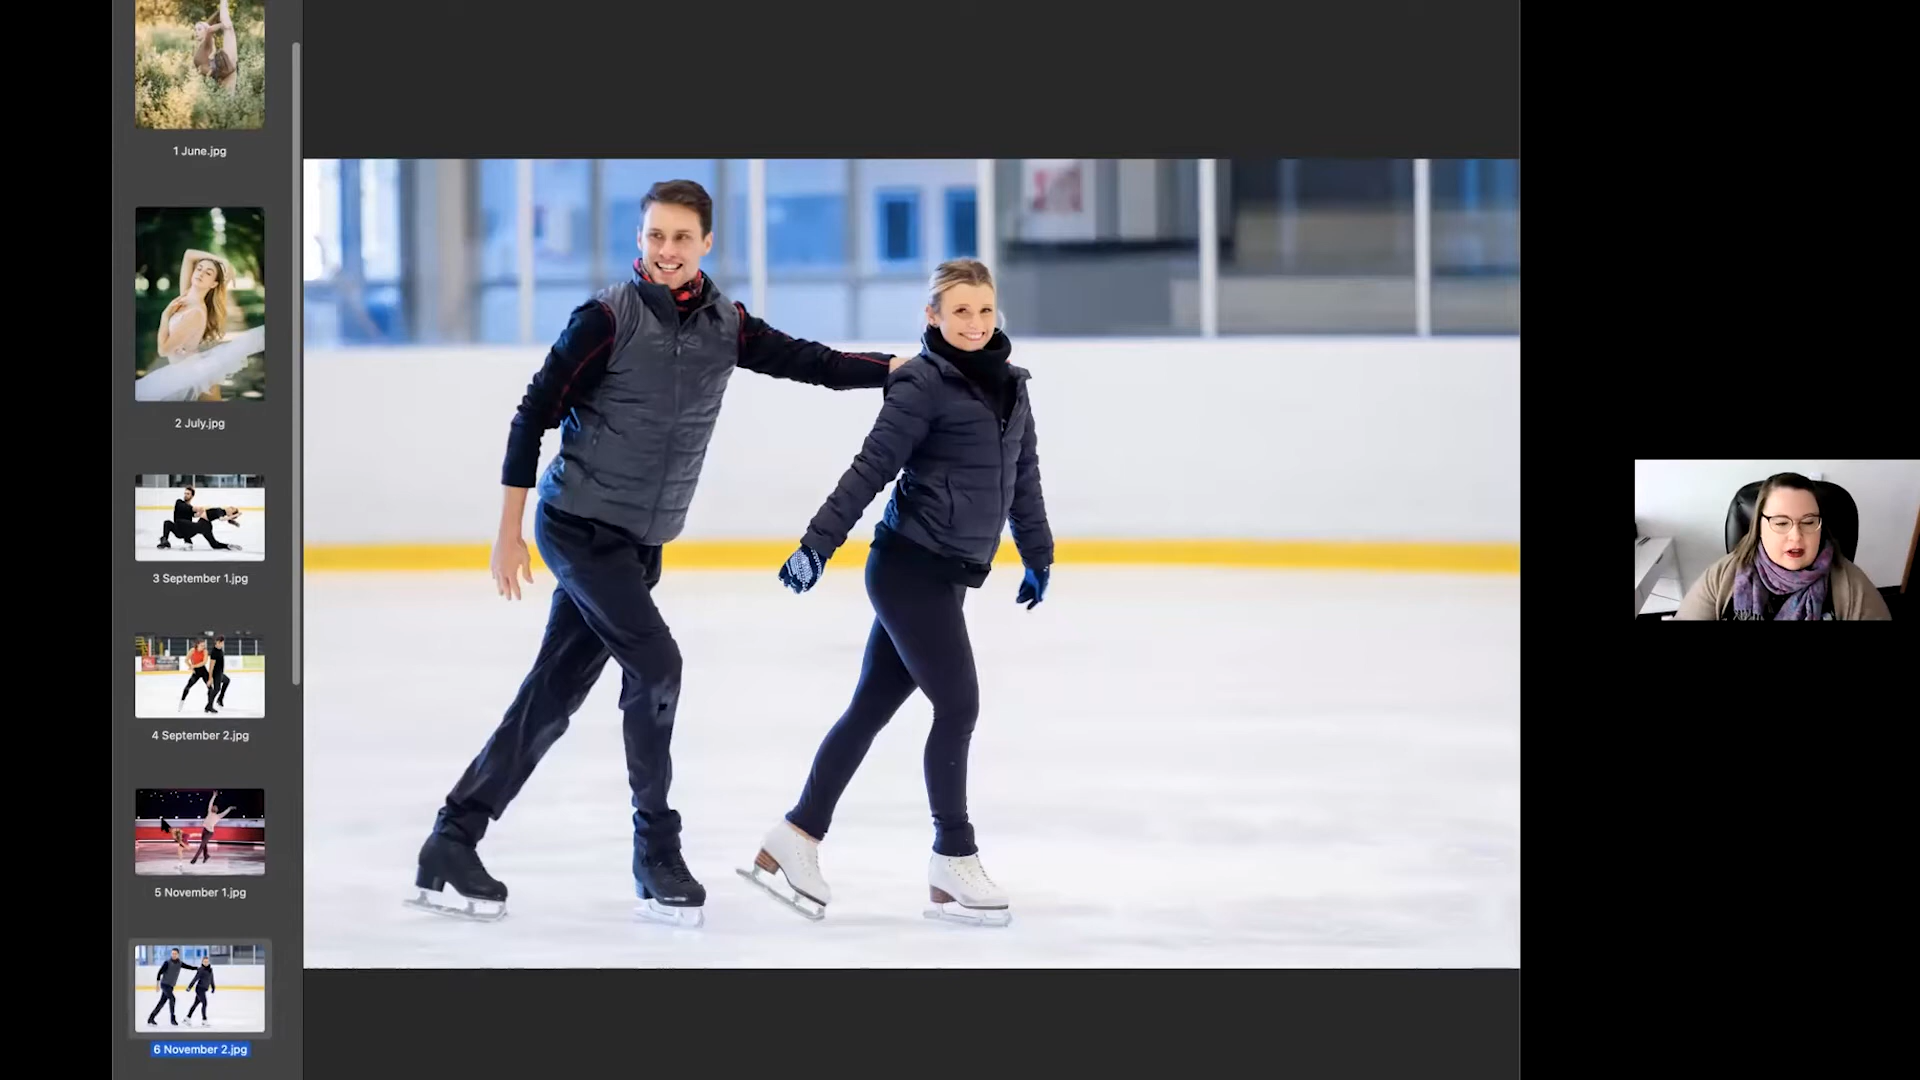 1 June.jpg
2 July.jpg
3 September 1.jpg
4 September 2.jpg
5 November 1.jpg
6 November 2.jpg